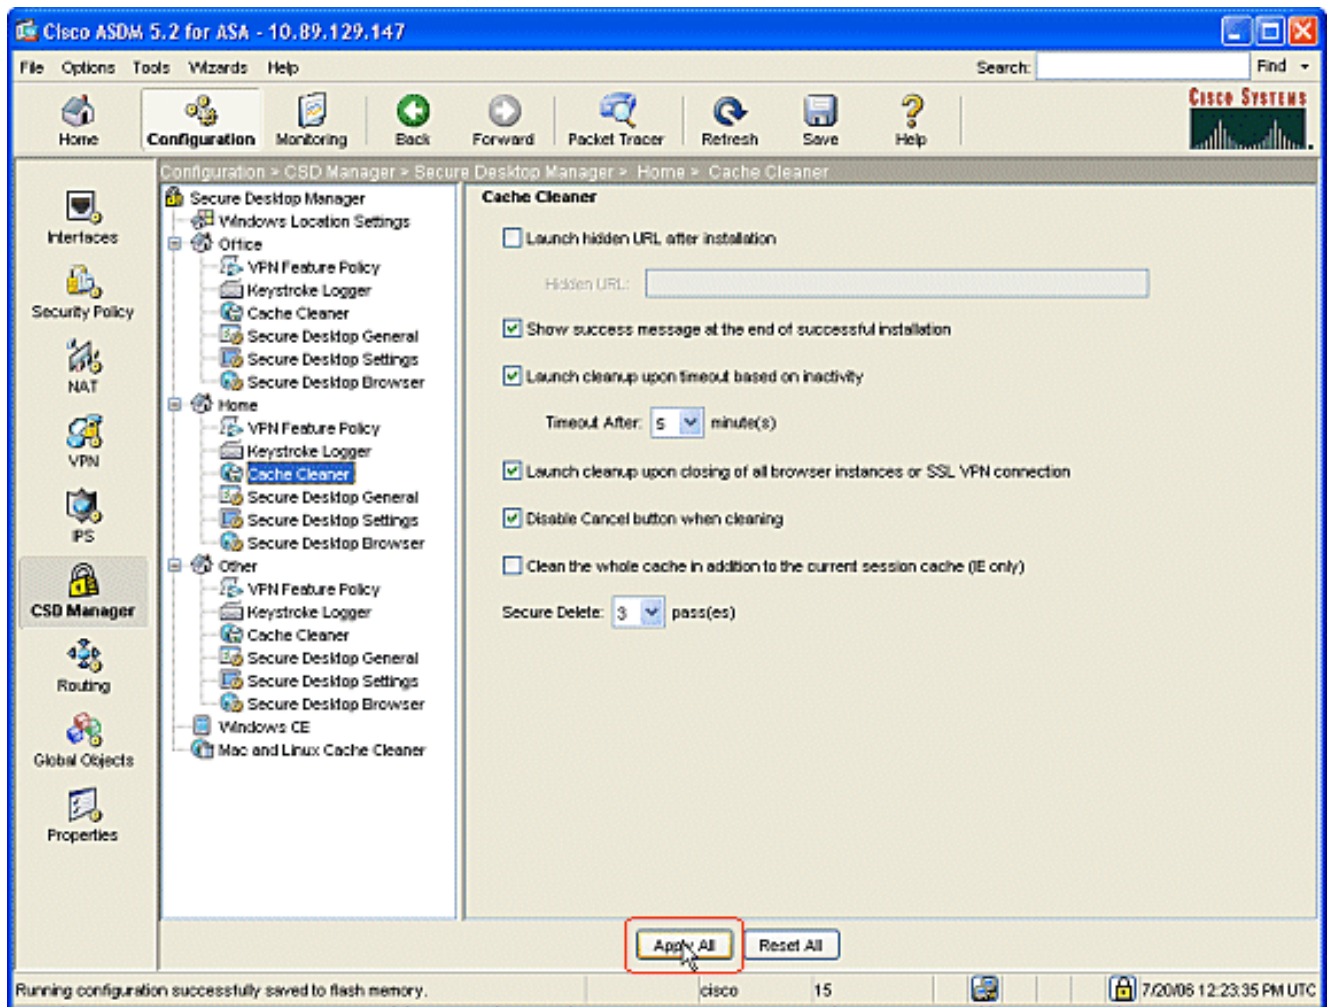 Cisco ASDM 5.2 for ASA - 10.89.129.147
File Options Tools Wizards Help Search: Find
Home Configuration Monitoring Back Forward Packet Tracer Refresh Save Help
CISCO SYSTEMS
Configuration > CSD Manager > Secure Desktop Manager > Home > Cache Cleaner
Interfaces
Security Policy
NAT
VPN
IPS
CSD Manager
Routing
Global Objects
Properties
Secure Desktop Manager
Windows Location Settings
Office
VPN Feature Policy
Keystroke Logger
Cache Cleaner
Secure Desktop General
Secure Desktop Settings
Secure Desktop Browser
Home
VPN Feature Policy
Keystroke Logger
Cache Cleaner
Secure Desktop General
Secure Desktop Settings
Secure Desktop Browser
Other
VPN Feature Policy
Keystroke Logger
Cache Cleaner
Secure Desktop General
Secure Desktop Settings
Secure Desktop Browser
Windows CE
Mac and Linux Cache Cleaner
Cache Cleaner
Launch hidden URL after installation
Hidden URL:
Show success message at the end of successful installation
Launch cleanup upon timeout based on inactivity
Timeout After: 5 minute(s)
Launch cleanup upon closing of all browser instances or SSL VPN connection
Disable Cancel button when cleaning
Clean the whole cache in addition to the current session cache (IE only)
Secure Delete: 3 pass(es)
Apply All Reset All
Running configuration successfully saved to flash memory. cisco 15 7/20/06 12:23:35 PM UTC